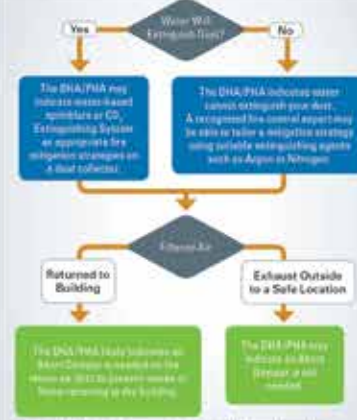 Water Will
Extinguish Dust?
Yes
No
The DHA/PHA may
indicate water-based
sprinklers or CO₂
Extinguishing System
as appropriate fire
mitigation strategies on
a dust collector.
The DHA/PHA indicates water
cannot extinguish your dust.
A recognized fire control expert may
be able to tailor a mitigation strategy
using suitable extinguishing agents
such as Argon or Nitrogen.
Filtered Air
Returned to
Building
Exhaust Outside
to a Safe Location
The DHA/PHA likely indicates an
Abort Damper is needed on the
return air duct to prevent smoke or
flame returning to the building.
The DHA/PHA may
indicate an Abort
Damper is not
needed.